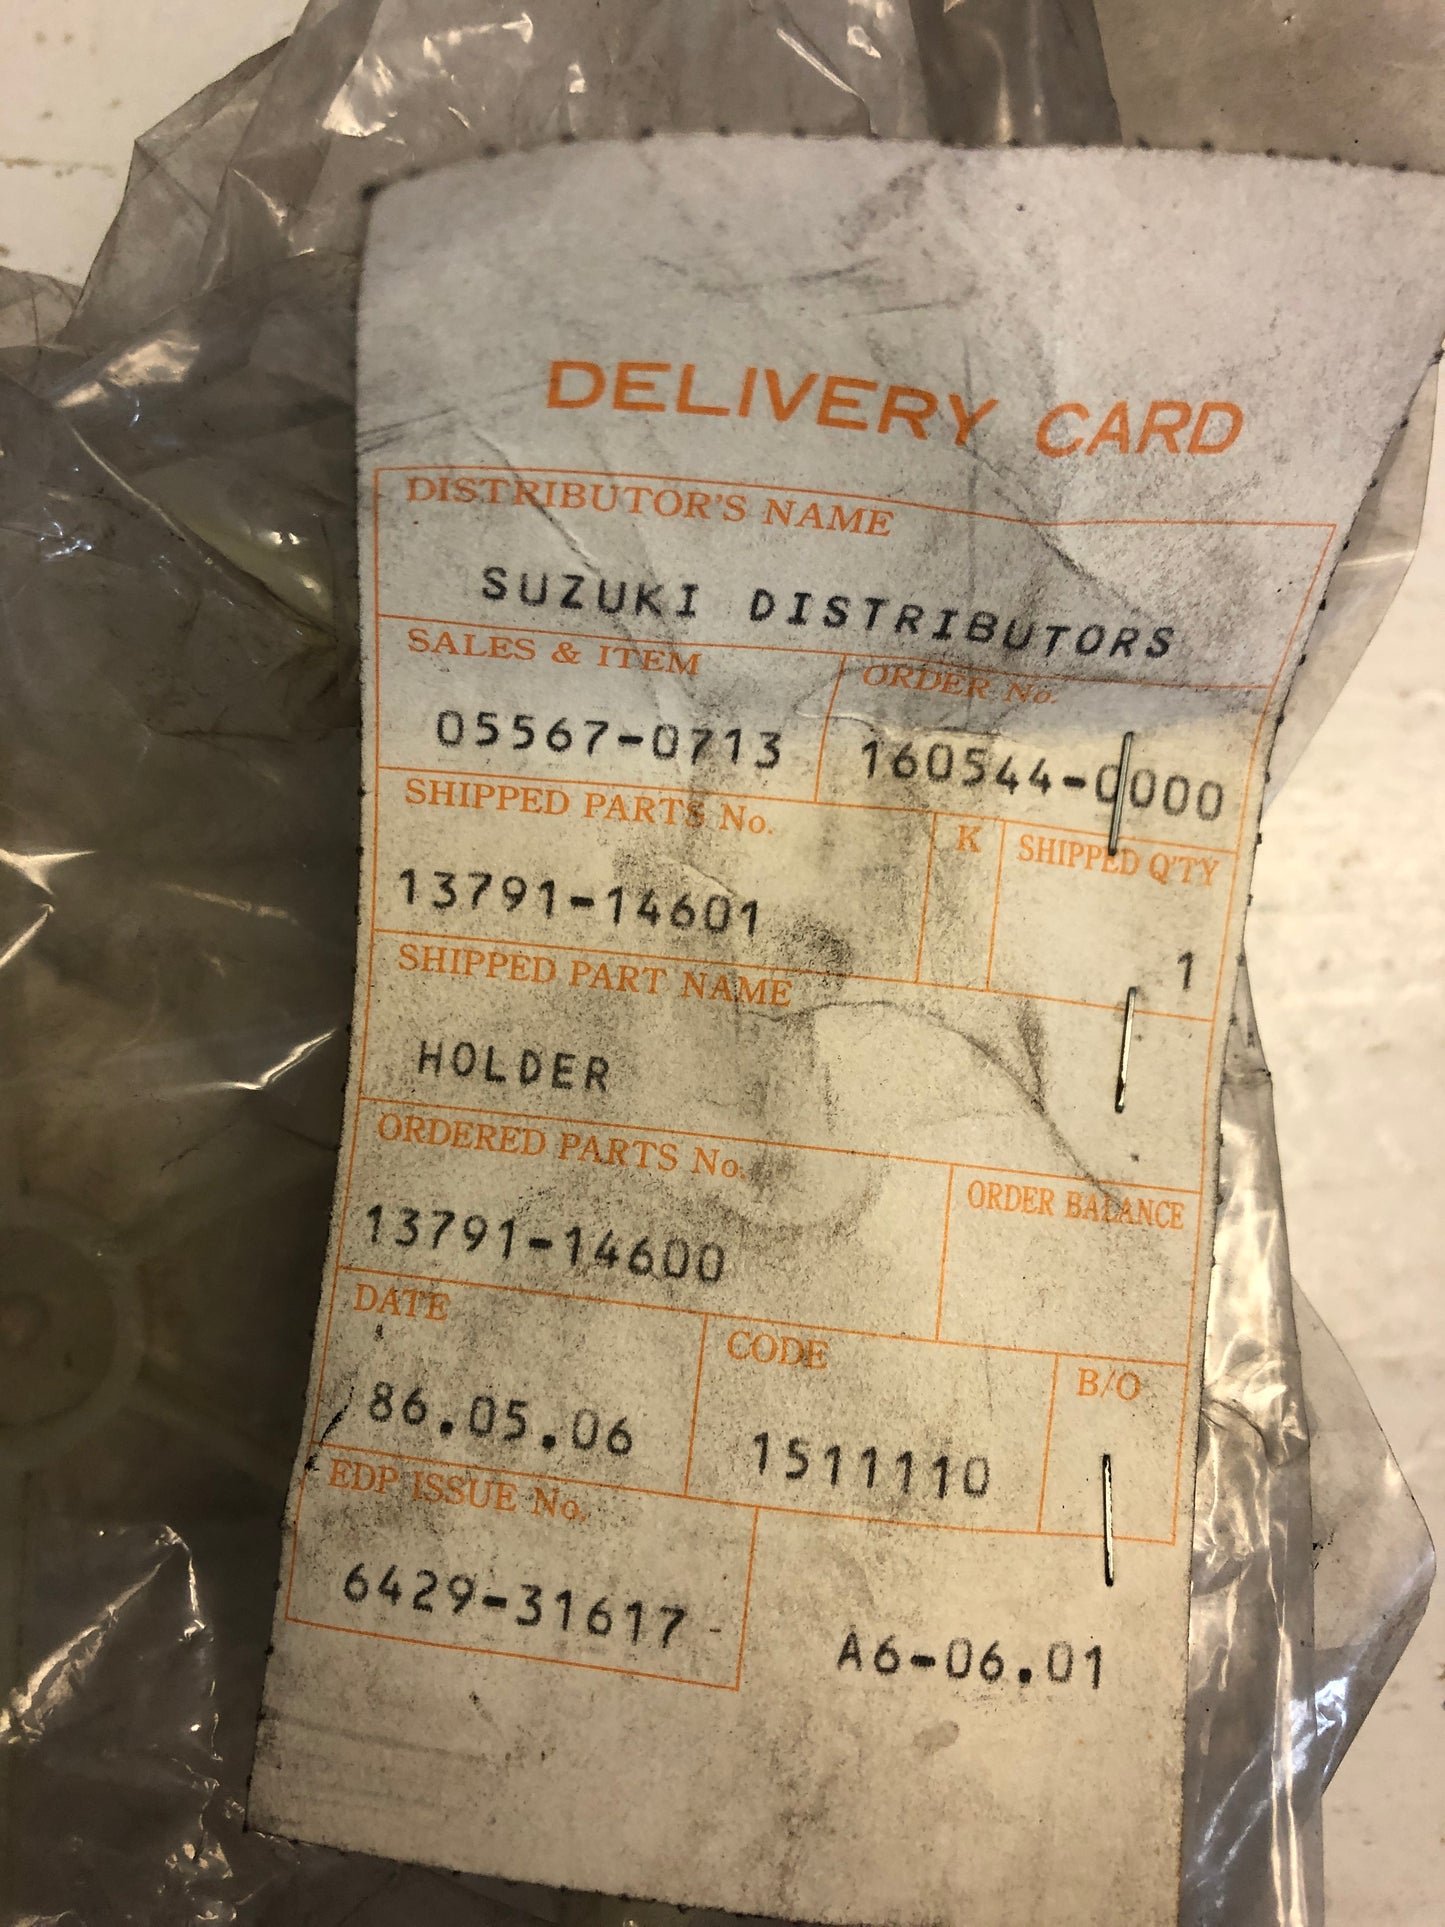 DELIVERY CARD
DISTRIBUTOR'S NAME
SUZUKI DISTRIBUTORS
SALES & ITEM ORDER No.
05567-0713 160544-0000
SHIPPED PARTS No. K SHIPPED Q'TY
13791-14601 1
SHIPPED PART NAME
HOLDER
ORDERED PARTS No. ORDER BALANCE
13791-14600
DATE CODE B/O
86.05.06 1511110
EDP ISSUE No.
6429-31617-
A6-06.01